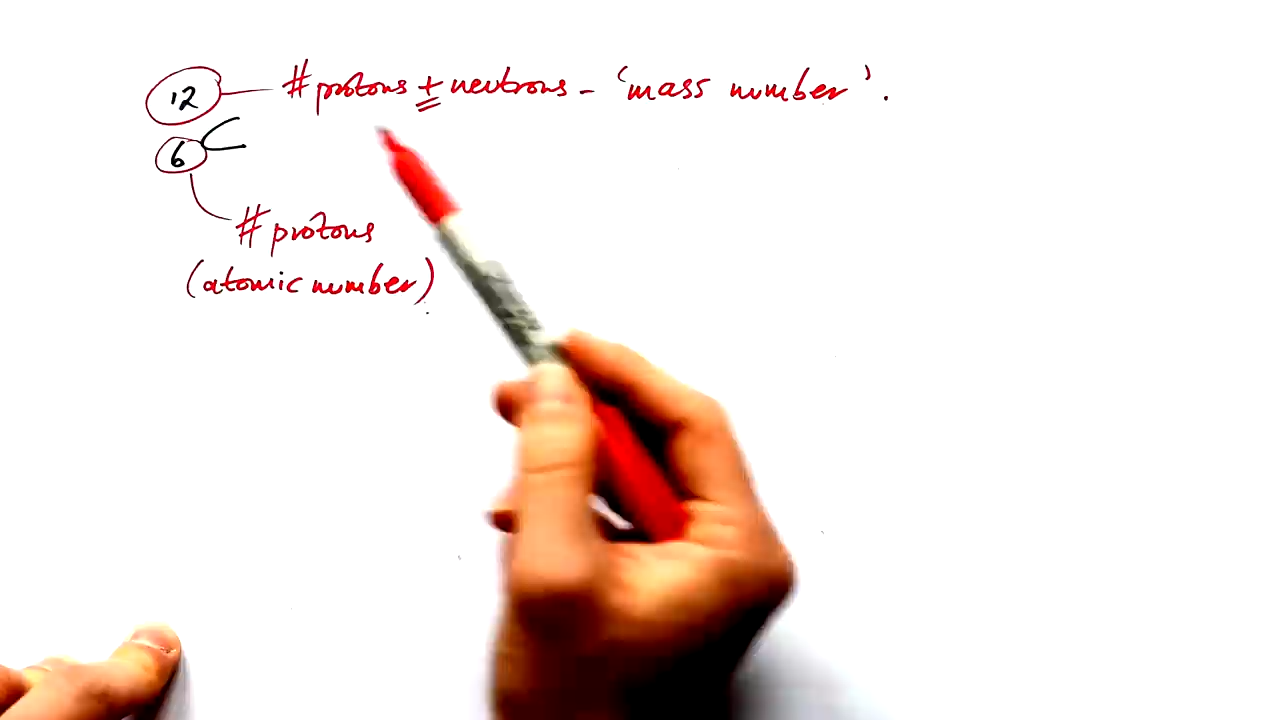 12 — #protons + neutrons - 'mass number'.
6 C
#protons
(atomic number)